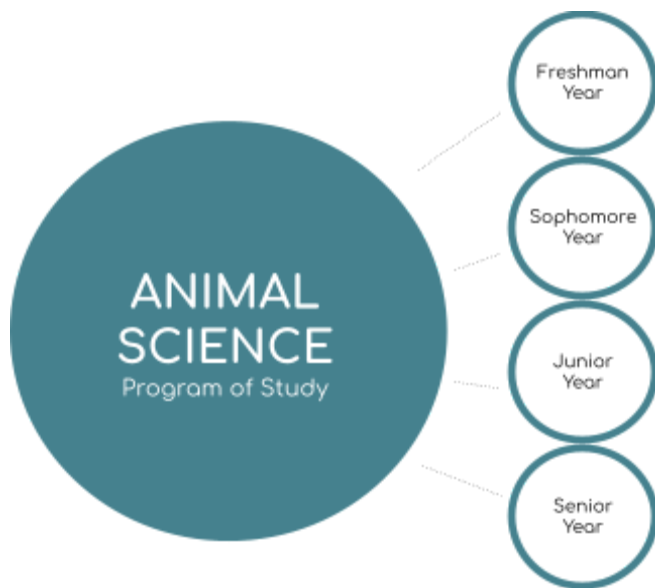 ANIMAL
SCIENCE
Program of Study
Freshman
Year
Sophomore
Year
Junior
Year
Senior
Year